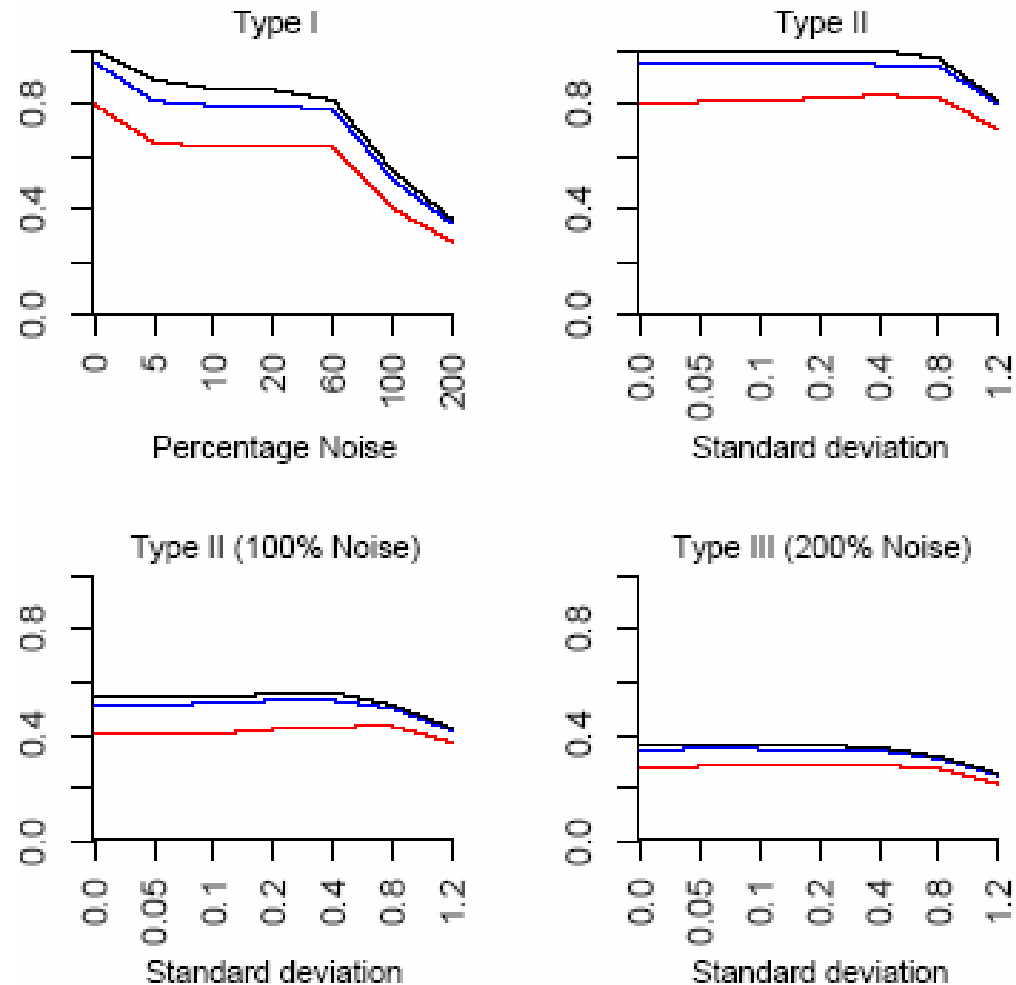 Type I
0.8
0.4
0.0
0 5 10 20 60 100 200
Percentage Noise
Type II
0.8
0.4
0.0
0.0 0.05 0.1 0.2 0.4 0.8 1.2
Standard deviation
Type II (100% Noise)
0.8
0.4
0.0
0.0 0.05 0.1 0.2 0.4 0.8 1.2
Standard deviation
Type III (200% Noise)
0.8
0.4
0.0
0.0 0.05 0.1 0.2 0.4 0.8 1.2
Standard deviation